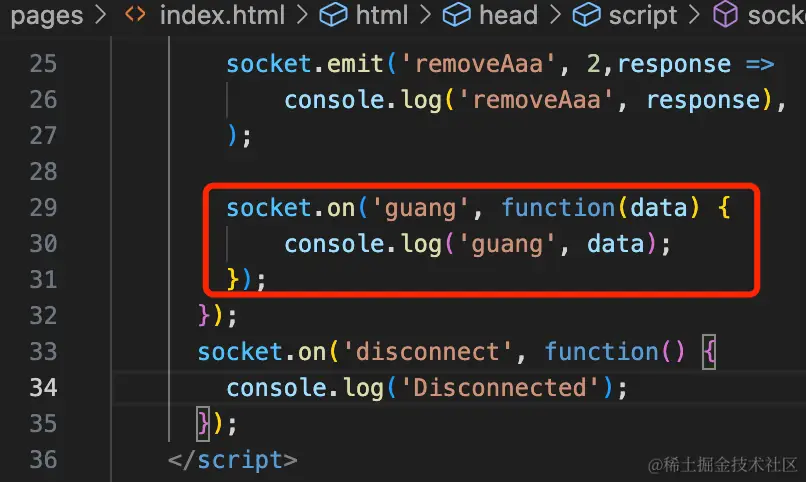 pages > <> index.html > html > head > script > sock
25 socket.emit('removeAaa', 2,response =>
26 console.log('removeAaa', response),
27 );
28
29 socket.on('guang', function(data) {
30 console.log('guang', data);
31 });
32 });
33 socket.on('disconnect', function() {
34 console.log('Disconnected');
35 });
36 </script>
@稀土掘金技术社区